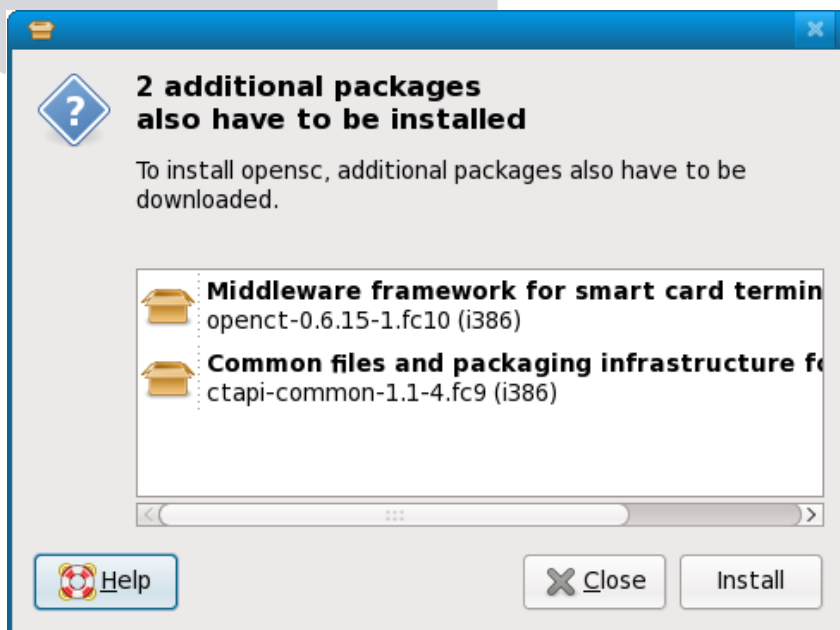 2 additional packages
also have to be installed
To install opensc, additional packages also have to be
downloaded.
Middleware framework for smart card termin
openct-0.6.15-1.fc10 (i386)
Common files and packaging infrastructure fo
ctapi-common-1.1-4.fc9 (i386)
Help
Close
Install